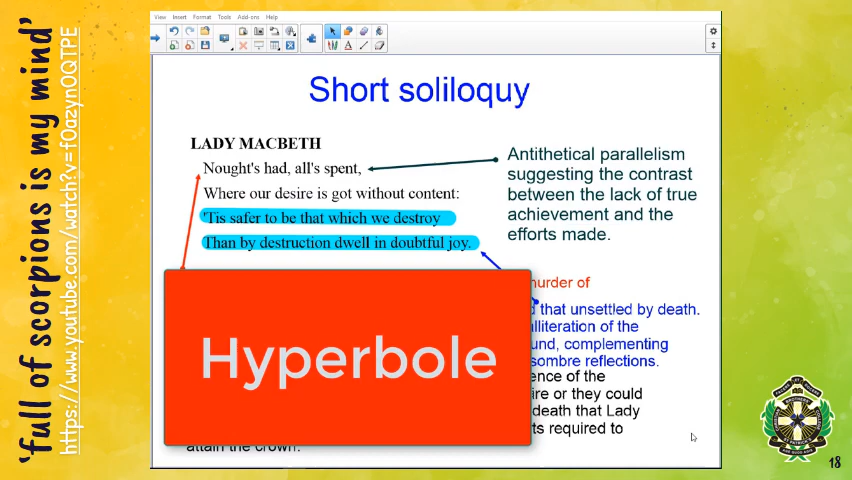 'full of scorpions is my mind'
https://www.youtube.com/watch?v=f0azyn0QTPE
View Insert Format Tools Add-ons Help
Short soliloquy
LADY MACBETH
Nought's had, all's spent,
Where our desire is got without content:
'Tis safer to be that which we destroy
Than by destruction dwell in doubtful joy.
Antithetical parallelism
suggesting the contrast
between the lack of true
achievement and the
efforts made.
Hyperbole
murder of
that unsettled by death.
alliteration of the
und, complementing
sombre reflections.
ence of the
ire or they could
death that Lady
ts required to
attain the crown.
18